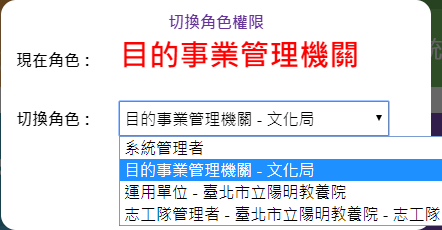 切換角色權限
現在角色： 目的事業管理機關
切換角色： 目的事業管理機關 - 文化局
系統管理者
目的事業管理機關 - 文化局
運用單位 - 臺北市立陽明教養院
志工隊管理者 - 臺北市立陽明教養院 - 志工隊